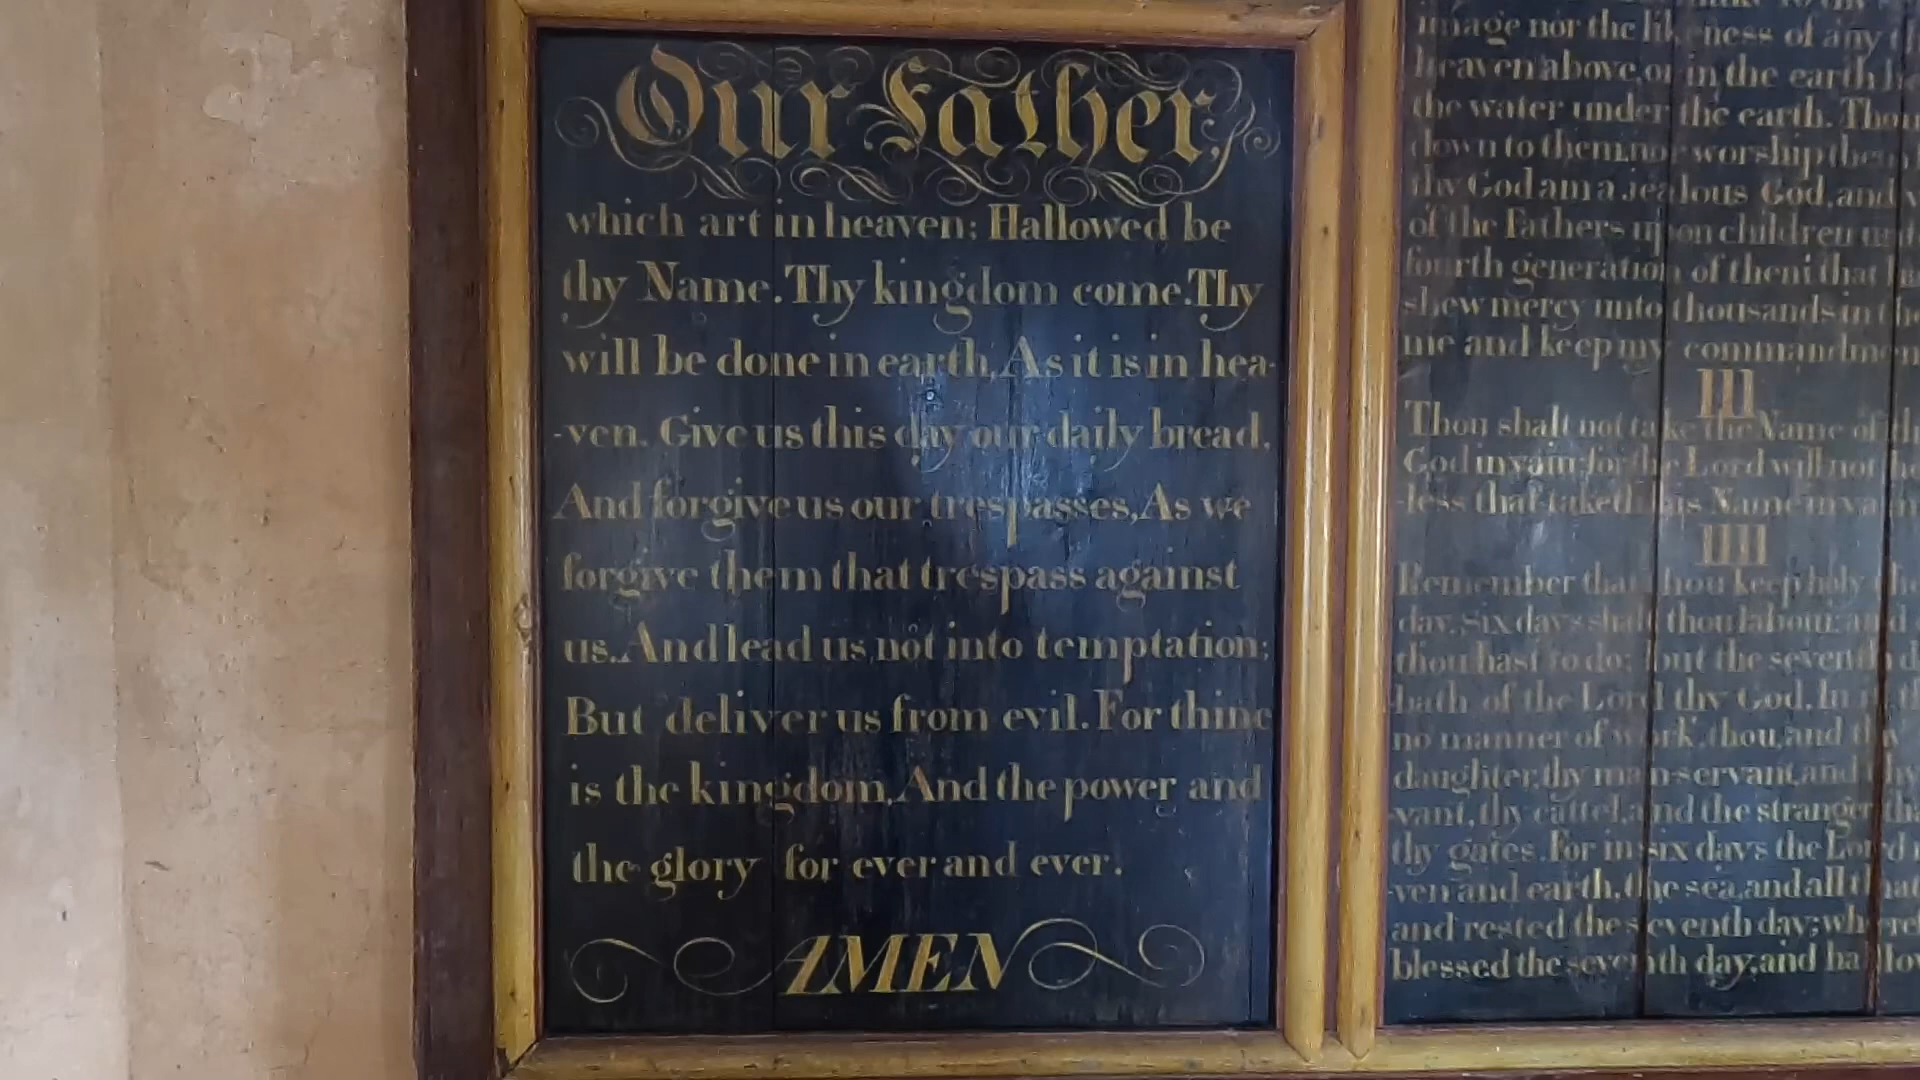 Our Father,
which art in heaven; Hallowed be
thy Name. Thy kingdom come. Thy
will be done in earth, As it is in hea-
-ven. Give us this day our daily bread,
And forgive us our trespasses, As we
forgive them that trespass against
us. And lead us not into temptation;
But deliver us from evil. For thine
is the kingdom, And the power and
the glory for ever and ever.
AMEN
image nor the likeness of any
heaven above, or in the earth
the water under the earth. Thou
down to them, nor worship them
thy God am a jealous God, and
of the Fathers upon children
fourth generation of them that
shew mercy unto thousands in
me and keep my
III
Thou shalt not take the Name of
God in vain: for the Lord will not
-less that taketh his Name in vain
IIII
Remember that thou keep holy
day. Six days shalt thou labour, and
thou hast to do; but the seventh
-bath of the Lord thy God. In
no manner of work, thou, and thy
daughter, thy man-servant, and
-vant, thy cattel, and the stranger
thy gates. For in six days the Lord
-ven and earth, the sea, and all that
and rested the seventh day;
blessed the seventh day, and